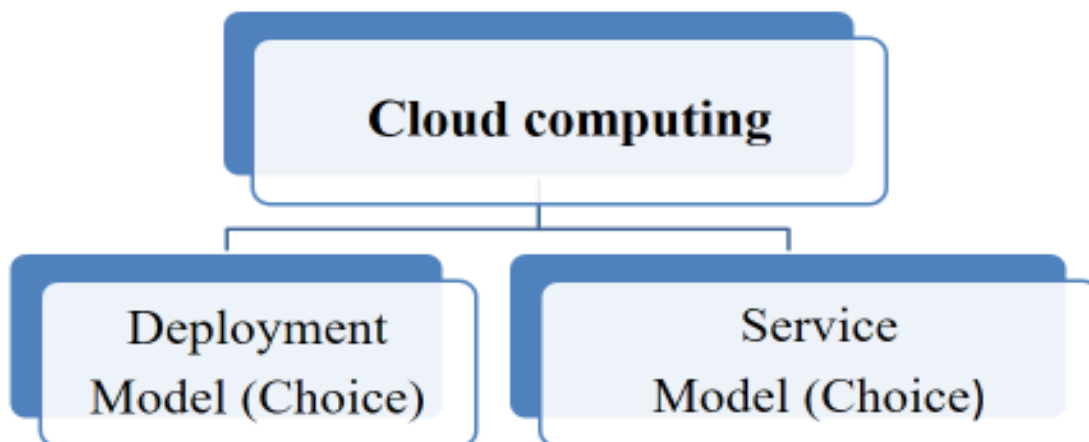 Cloud computing
Deployment
Model (Choice)
Service
Model (Choice)